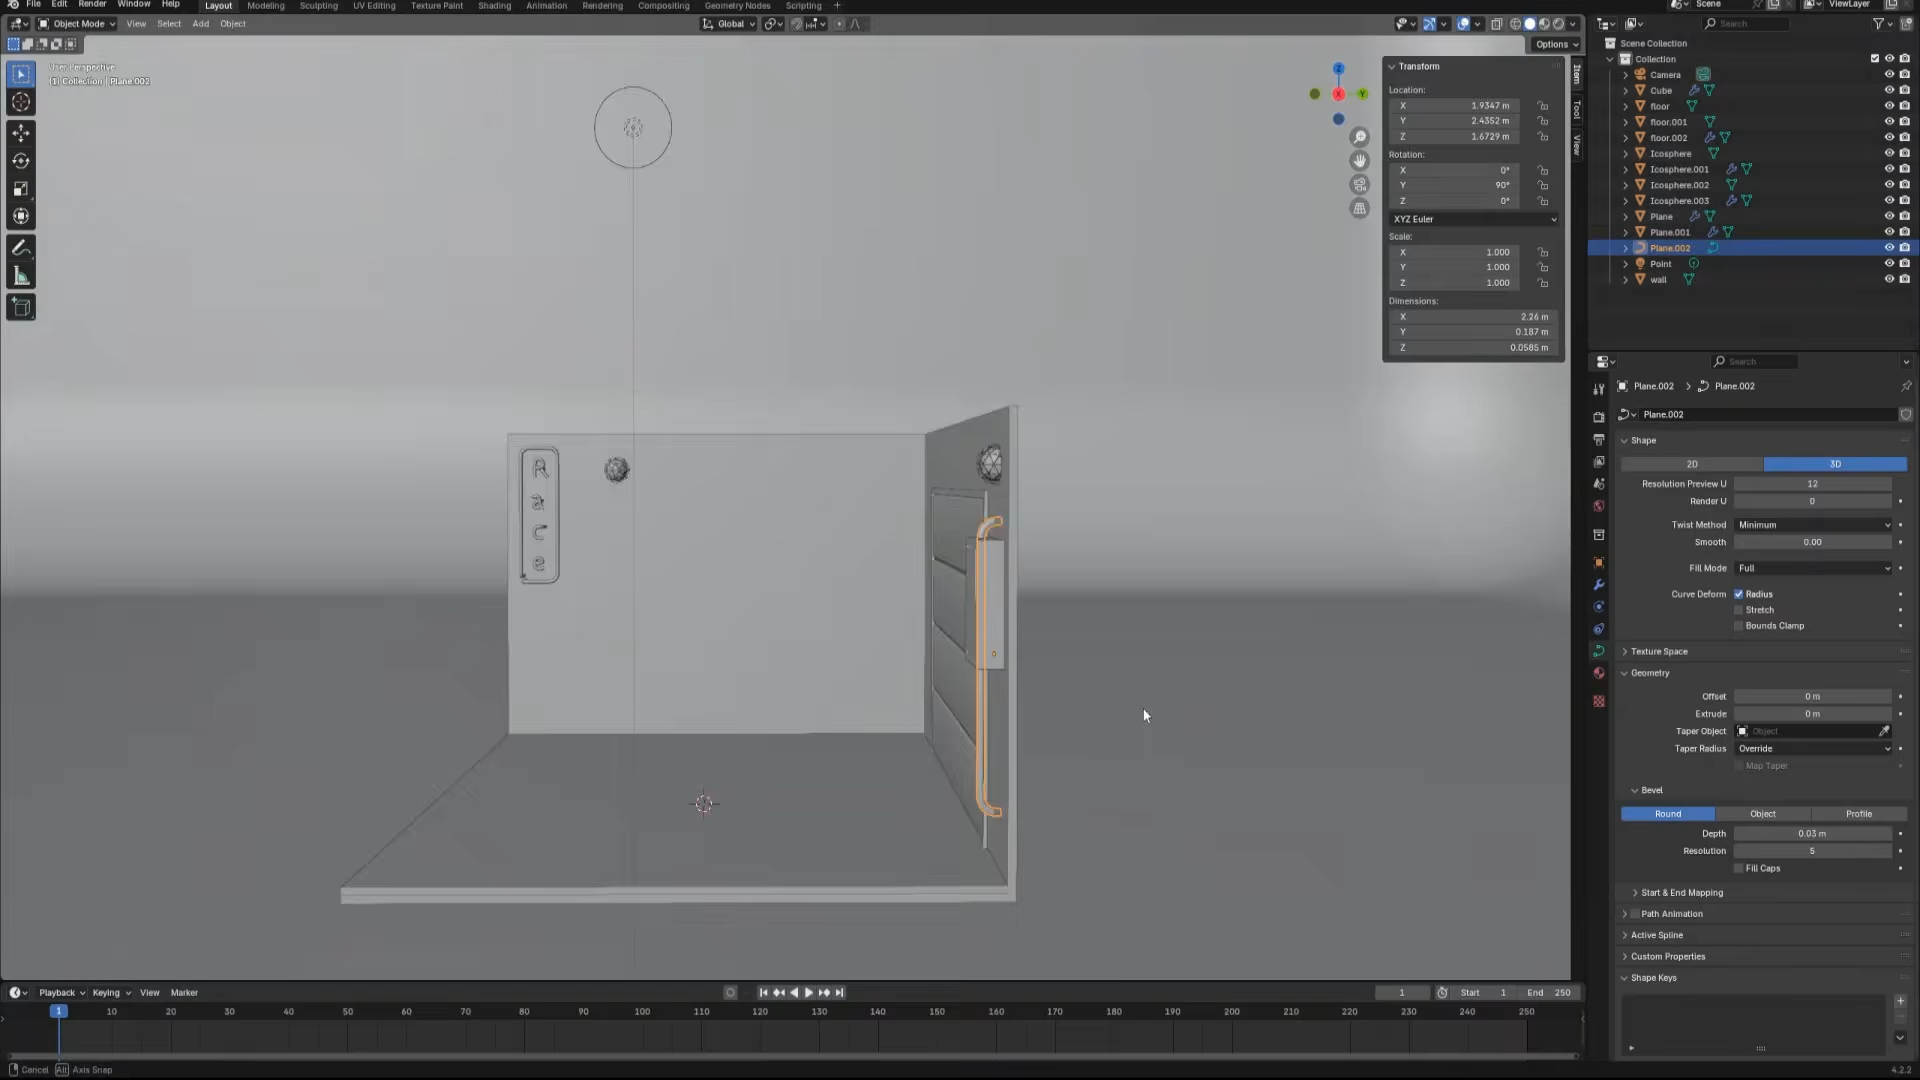 File Edit Render Window Help Layout Modeling Sculpting UV Editing Texture Paint Shading Animation Rendering Compositing Geometry Nodes Scripting + Scene ViewLayer
Object Mode View Select Add Object Global Search
Options
User Perspective
(1) Collection | Plane.002
Transform
Location:
X 1.9347 m
Y 2.4352 m
Z 1.6729 m
Rotation:
X 0°
Y 90°
Z 0°
XYZ Euler
Scale:
X 1.000
Y 1.000
Z 1.000
Dimensions:
X 2.26 m
Y 0.187 m
Z 0.0585 m
Item
Tool
View
Z
X
Y
R
a
c
e
Scene Collection
Collection
Camera
Cube
floor
floor.001
floor.002
Icosphere
Icosphere.001
Icosphere.002
Icosphere.003
Plane
Plane.001
Plane.002
Point
wall
Search
Plane.002 > Plane.002
Plane.002
Shape
2D 3D
Resolution Preview U 12
Render U 0
Twist Method Minimum
Smooth 0.00
Fill Mode Full
Curve Deform Radius
Stretch
Bounds Clamp
Texture Space
Geometry
Offset 0 m
Extrude 0 m
Taper Object Object
Taper Radius Override
Map Taper
Bevel
Round Object Profile
Depth 0.03 m
Resolution 5
Fill Caps
Start & End Mapping
Path Animation
Active Spline
Custom Properties
Shape Keys
Playback Keying View Marker 1 Start 1 End 250
1 10 20 30 40 50 60 70 80 90 100 110 120 130 140 150 160 170 180 190 200 210 220 230 240 250
Cancel Alt Axis Snap 4.2.2